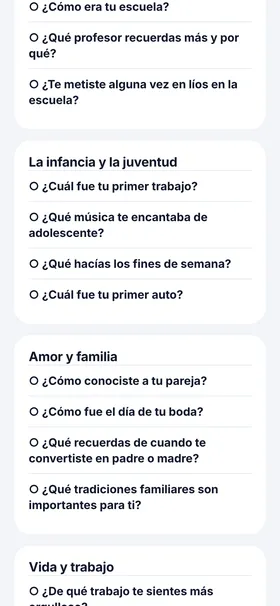 O ¿Cómo era tu escuela?
O ¿Qué profesor recuerdas más y por
qué?
O ¿Te metiste alguna vez en líos en la
escuela?
La infancia y la juventud
O ¿Cuál fue tu primer trabajo?
O ¿Qué música te encantaba de
adolescente?
O ¿Qué hacías los fines de semana?
O ¿Cuál fue tu primer auto?
Amor y familia
O ¿Cómo conociste a tu pareja?
O ¿Cómo fue el día de tu boda?
O ¿Qué recuerdas de cuando te
convertiste en padre o madre?
O ¿Qué tradiciones familiares son
importantes para ti?
Vida y trabajo
O ¿De qué trabajo te sientes más